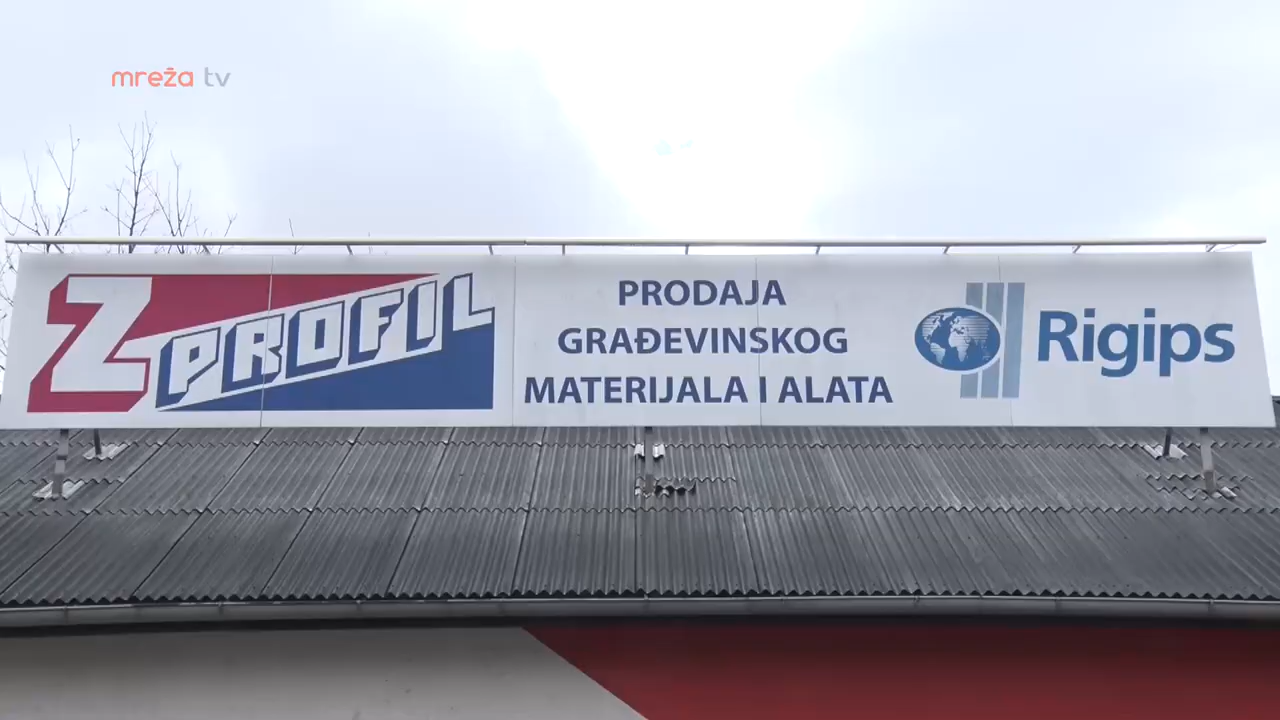 mreža tv
Z PROFIL
PRODAJA
GRAĐEVINSKOG
MATERIJALA I ALATA
Rigips